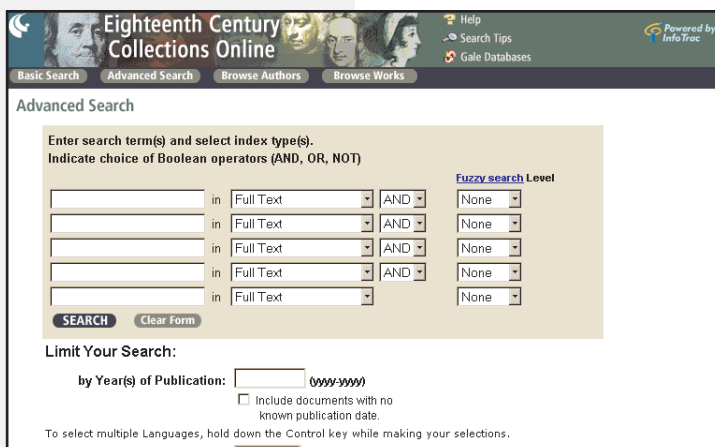 Eighteenth Century
Collections Online
Help
Search Tips
Gale Databases
Powered by
InfoTrac
Basic Search
Advanced Search
Browse Authors
Browse Works
Advanced Search
Enter search term(s) and select index type(s).
Indicate choice of Boolean operators (AND, OR, NOT)
Fuzzy search Level
in Full Text AND None
in Full Text AND None
in Full Text AND None
in Full Text AND None
in Full Text None
SEARCH Clear Form
Limit Your Search:
by Year(s) of Publication: (yyyy-yyyy)
Include documents with no
known publication date.
To select multiple Languages, hold down the Control key while making your selections.